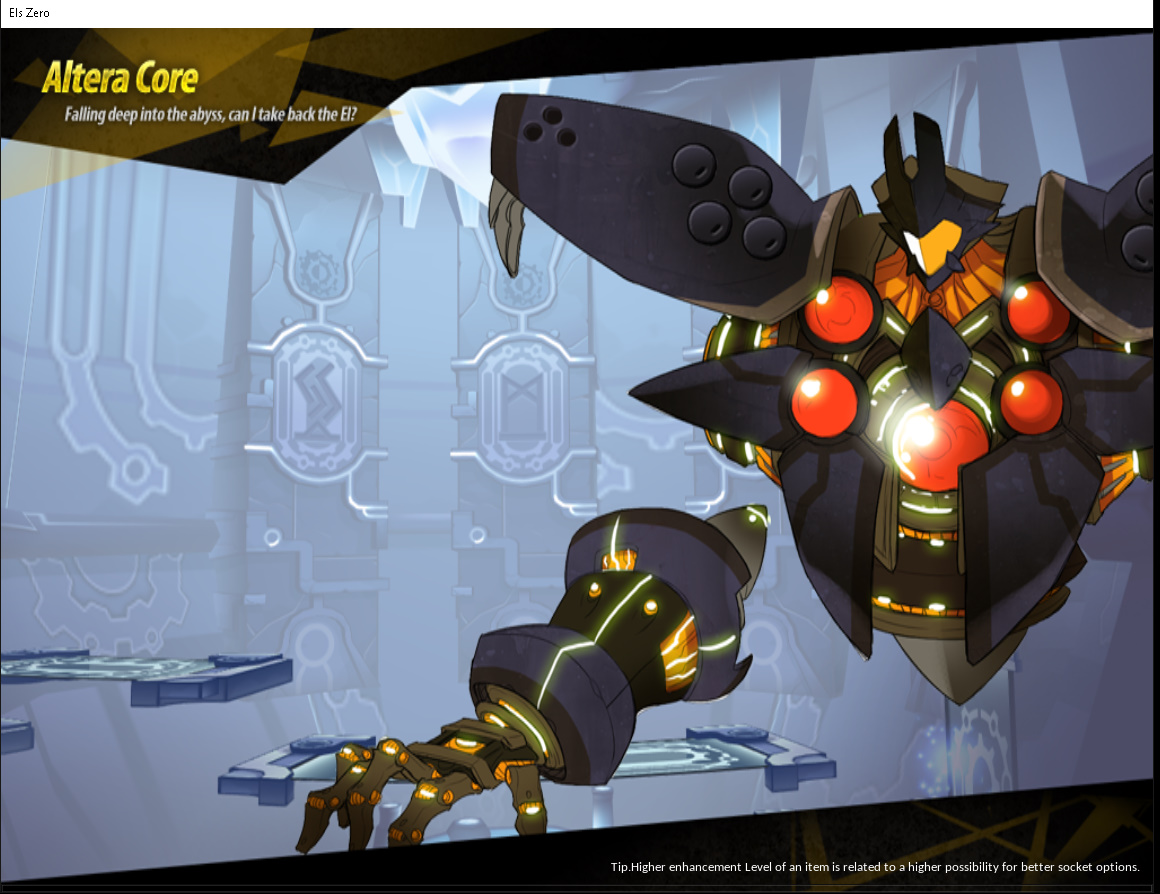 Els Zero
Altera Core
Falling deep into the abyss, can I take back the El?
Tip.Higher enhancement Level of an item is related to a higher possibility for better socket options.